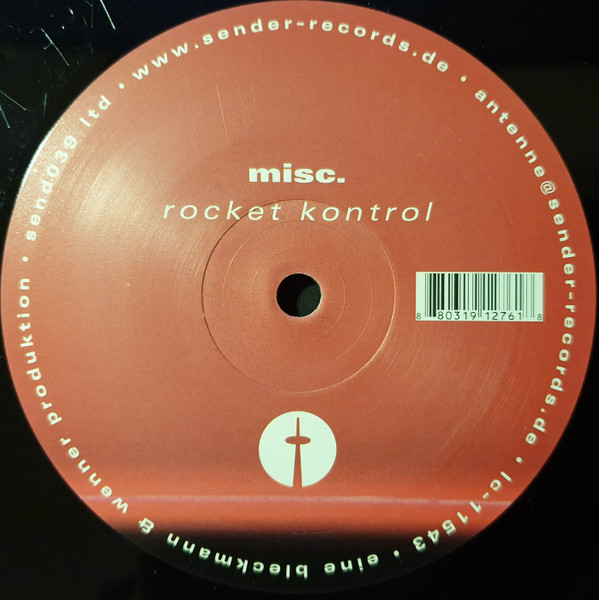 misc.
rocket kontrol
8 80319 12761 8
send039 ltd • www.sender-records.de • antenne@sender-records.de • lc-11543 • eine bleckmann & wenner produktion •